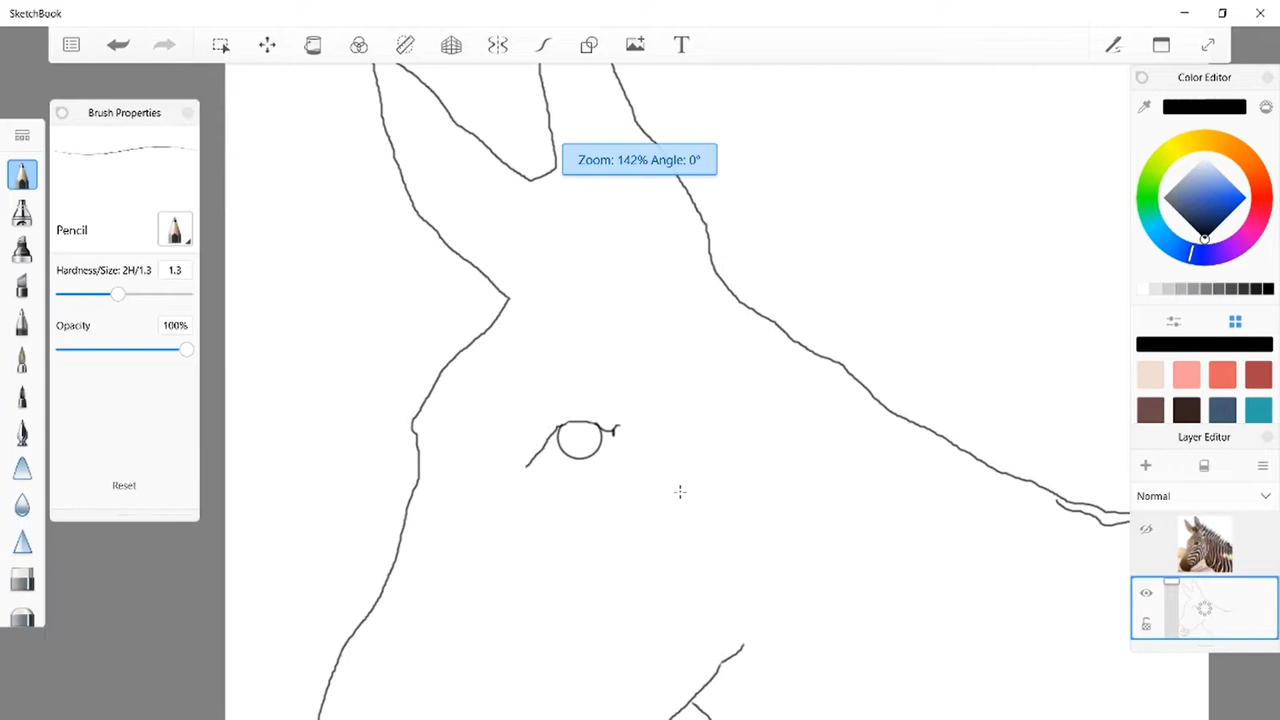 SketchBook
T
Brush Properties
Pencil
Hardness/Size: 2H/1.3 1.3
Opacity 100%
Reset
Zoom: 142% Angle: 0°
Color Editor
Layer Editor
Normal